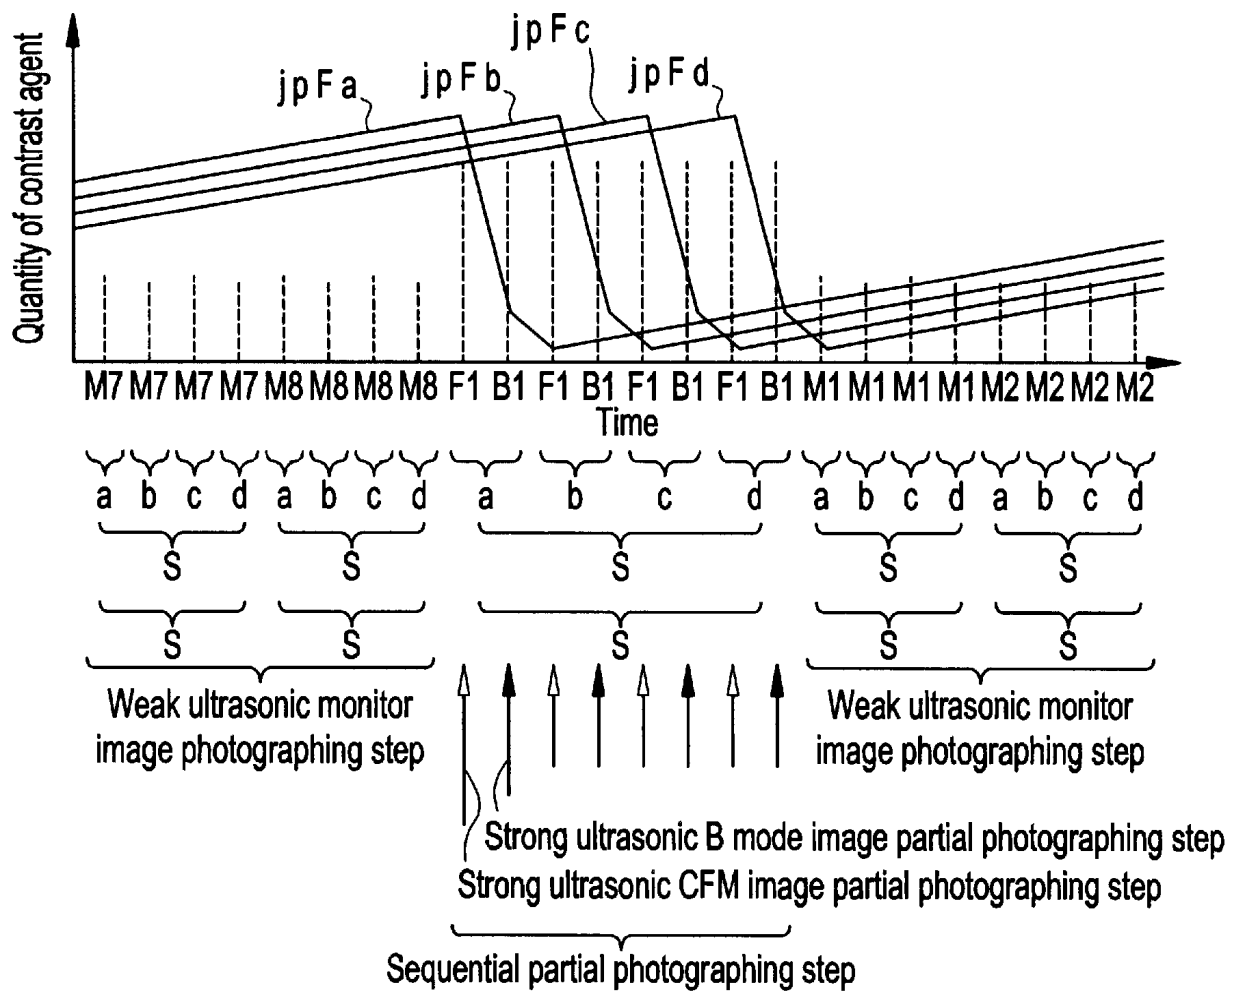 Quantity of contrast agent
jpFa
jpFb
jpFc
jpFd
M7 M7 M7 M7 M8 M8 M8 M8 F1 B1 F1 B1 F1 B1 F1 B1 M1 M1 M1 M1 M2 M2 M2 M2
Time
a b c d a b c d a b c d a b c d a b c d
S S S S S
S S S S S
Weak ultrasonic monitor
image photographing step
Weak ultrasonic monitor
image photographing step
Strong ultrasonic B mode image partial photographing step
Strong ultrasonic CFM image partial photographing step
Sequential partial photographing step